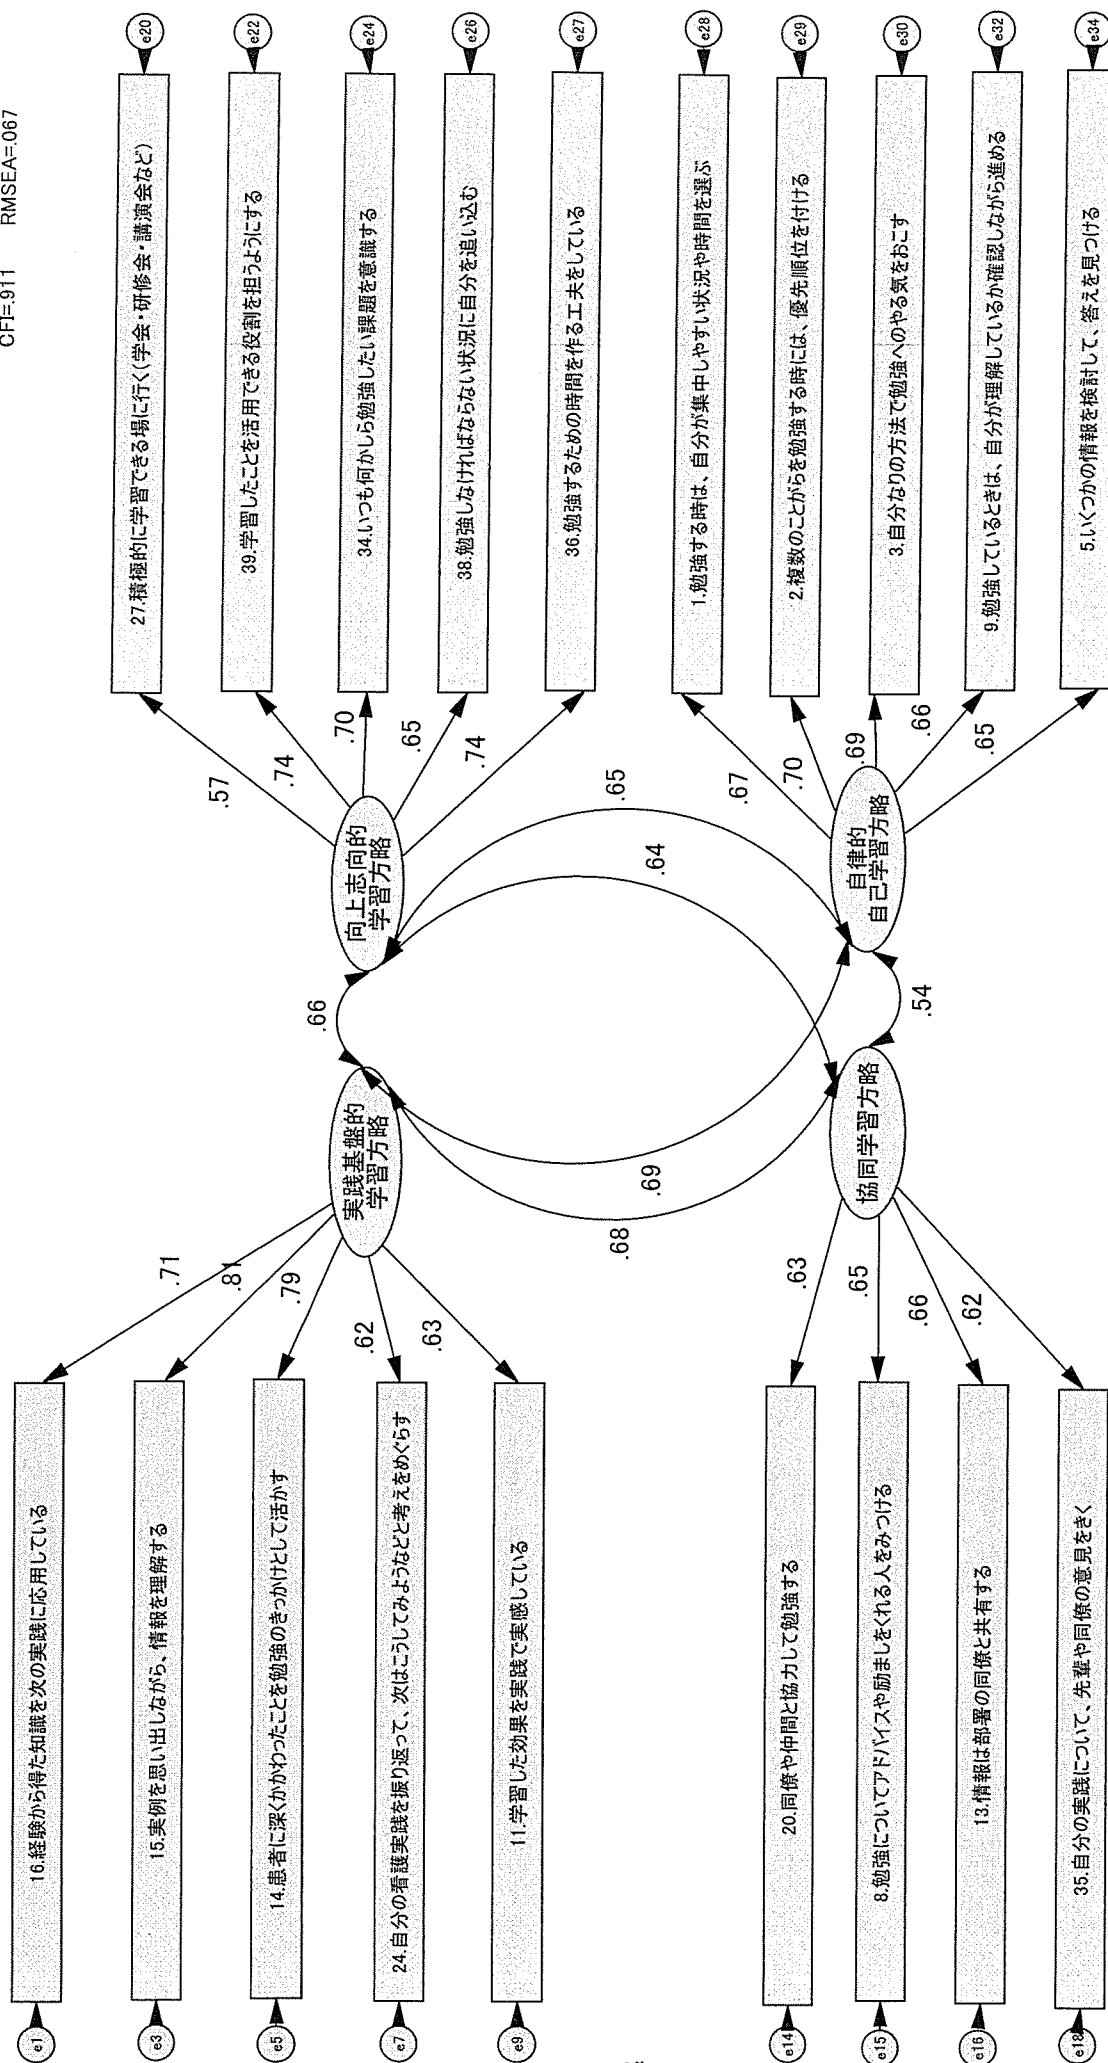 CFI=.911 RMSEA=.067
e1
16.経験から得た知識を次の実践に応用している
e3
15.実例を思い出しながら、情報を理解する
e5
14.患者に深くかかわったことを勉強のきっかけとして活かす
e7
24.自分の看護実践を振り返って、次はこうしてみようなどと考えをめぐらす
e9
11.学習した効果を実践で実感している
.71
.81
.79
.62
.63
実践基盤的
学習方略
.66
向上志向的
学習方略
.57
.74
.70
.65
.74
27.積極的に学習できる場に行く(学会・研修会・講演会など)
e20
39.学習したことを活用できる役割を担うようにする
e22
34.いつも何かしら勉強したい課題を意識する
e24
38.勉強しなければならない状況に自分を追い込む
e26
36.勉強するための時間を作る工夫をしている
e27
.65
.64
.69
.68
e14
20.同僚や仲間と協力して勉強する
e15
8.勉強についてアドバイスや励ましをくれる人をみつける
e16
13.情報は部署の同僚と共有する
e18
35.自分の実践について、先輩や同僚の意見をきく
.63
.65
.66
.62
協同学習方略
.54
自律的
自己学習方略
.67
.70
.69
.66
.65
1.勉強する時は、自分が集中しやすい状況や時間を選ぶ
e28
2.複数のことがらを勉強する時には、優先順位を付ける
e29
3.自分なりの方法で勉強へのやる気をおこす
e30
9.勉強しているときは、自分が理解しているか確認しながら進める
e32
5.いくつかの情報を検討して、答えを見つける
e34